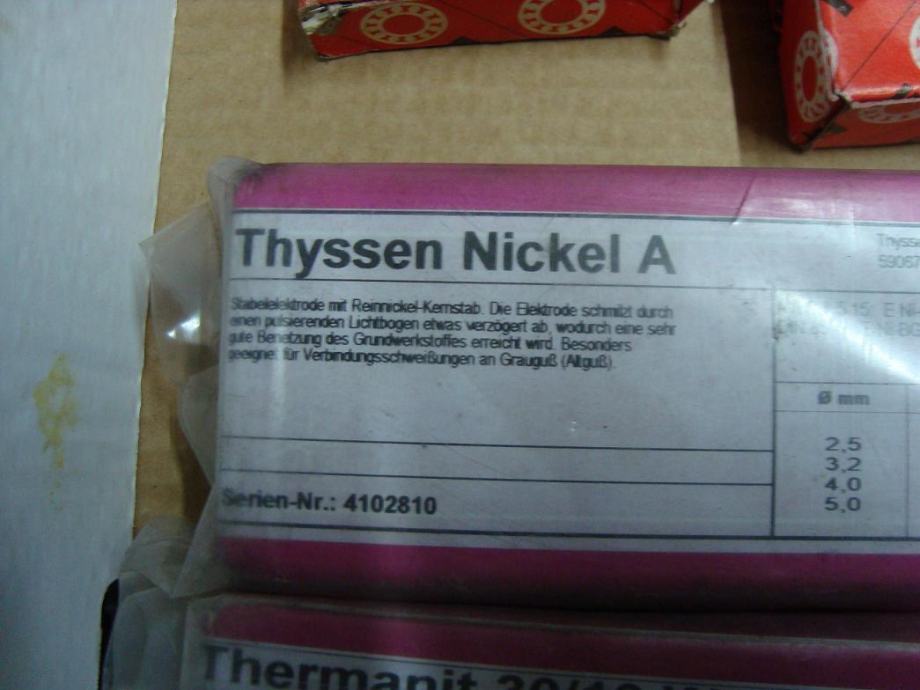 Thyssen Nickel A
Stabelelektrode mit Reinnickel-Kernstab. Die Elektrode schmilzt durch
einen pulsierenden Lichtbogen etwas verzögert ab, wodurch eine sehr
gute Benetzung des Grundwerkstoffes erreicht wird. Besonders
geeignet für Verbindungsschweißungen an Grauguß (Altguß).
Serien-Nr.: 4102810
59067
Ø mm
2,5
3,2
4,0
5,0
Thermanit